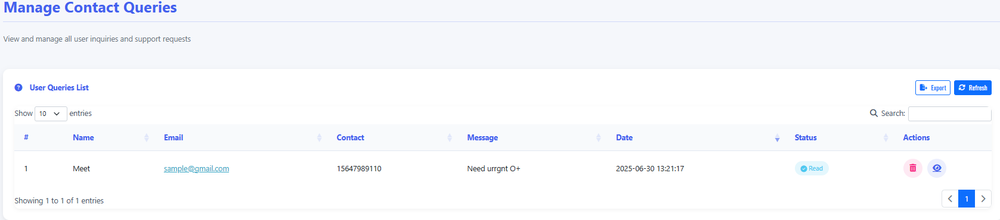 Manage Contact Queries
View and manage all user inquiries and support requests
User Queries List
Export Refresh
Show 10 entries Search:
# Name Email Contact Message Date Status Actions
1 Meet sample@gmail.com 15647989110 Need urrgnt O+ 2025-06-30 13:21:17 Read
Showing 1 to 1 of 1 entries 1